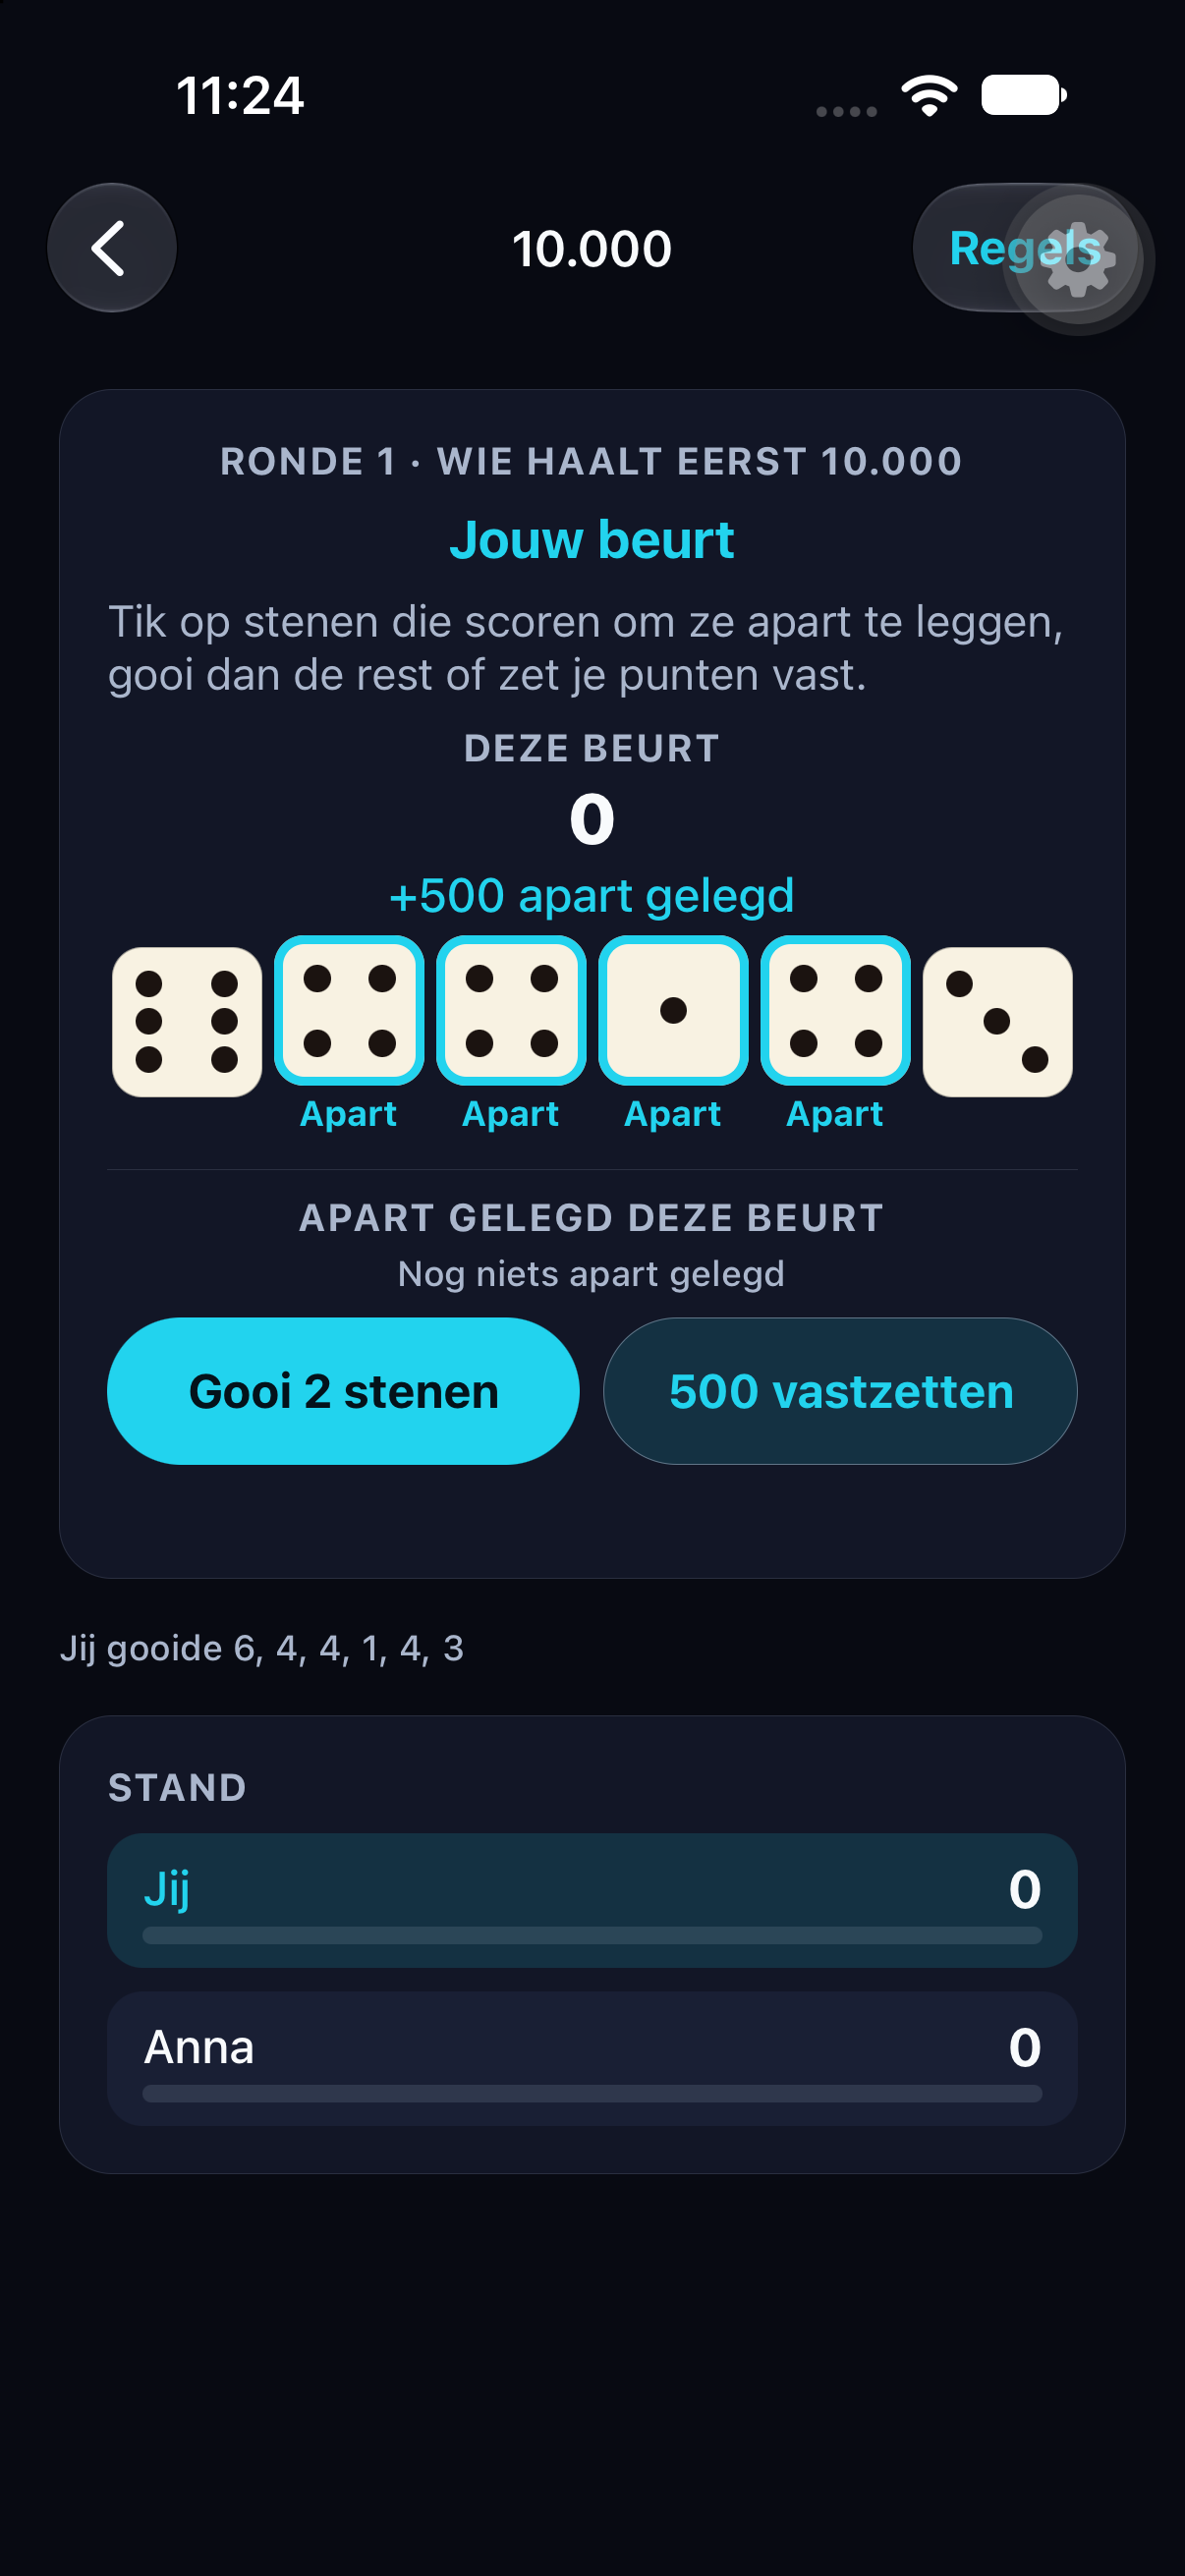 11:24
10.000
Regels
RONDE 1 · WIE HAALT EERST 10.000
Jouw beurt
Tik op stenen die scoren om ze apart te leggen,
gooi dan de rest of zet je punten vast.
DEZE BEURT
0
+500 apart gelegd
Apart Apart Apart Apart
APART GELEGD DEZE BEURT
Nog niets apart gelegd
Gooi 2 stenen
500 vastzetten
Jij gooide 6, 4, 4, 1, 4, 3
STAND
Jij 0
Anna 0